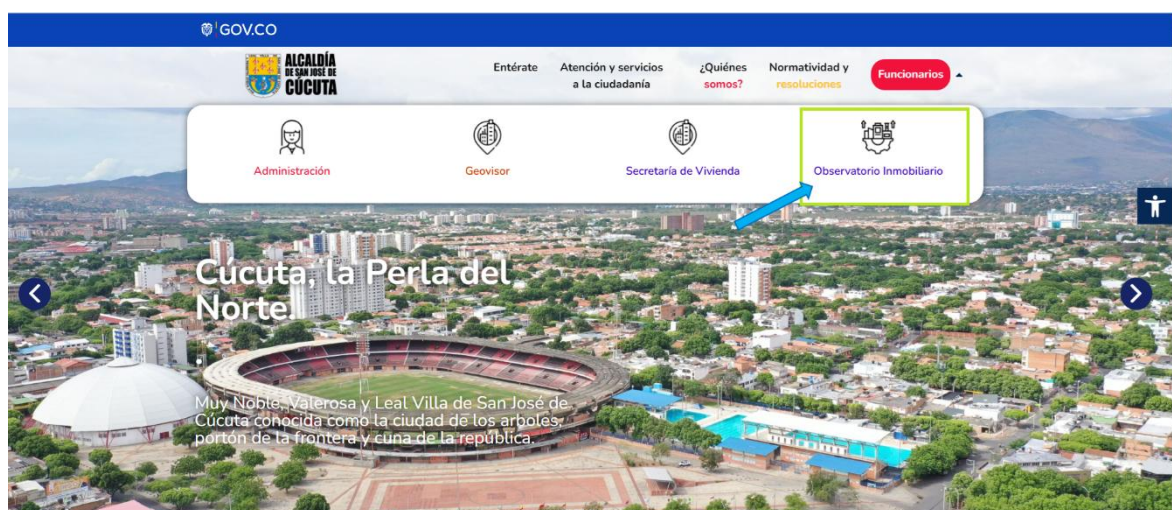 GOV.CO
ALCALDÍA
DE SAN JOSÉ DE
CÚCUTA
Entérate
Atención y servicios
a la ciudadanía
¿Quiénes
somos?
Normatividad y
resoluciones
Funcionarios
Administración
Geovisor
Secretaría de Vivienda
Observatorio Inmobiliario
Cúcuta, la Perla del
Norte.
Muy Noble, Valerosa y Leal Villa de San José de
Cúcuta conocida como la ciudad de los arboles,
portón de la frontera y cuna de la república.